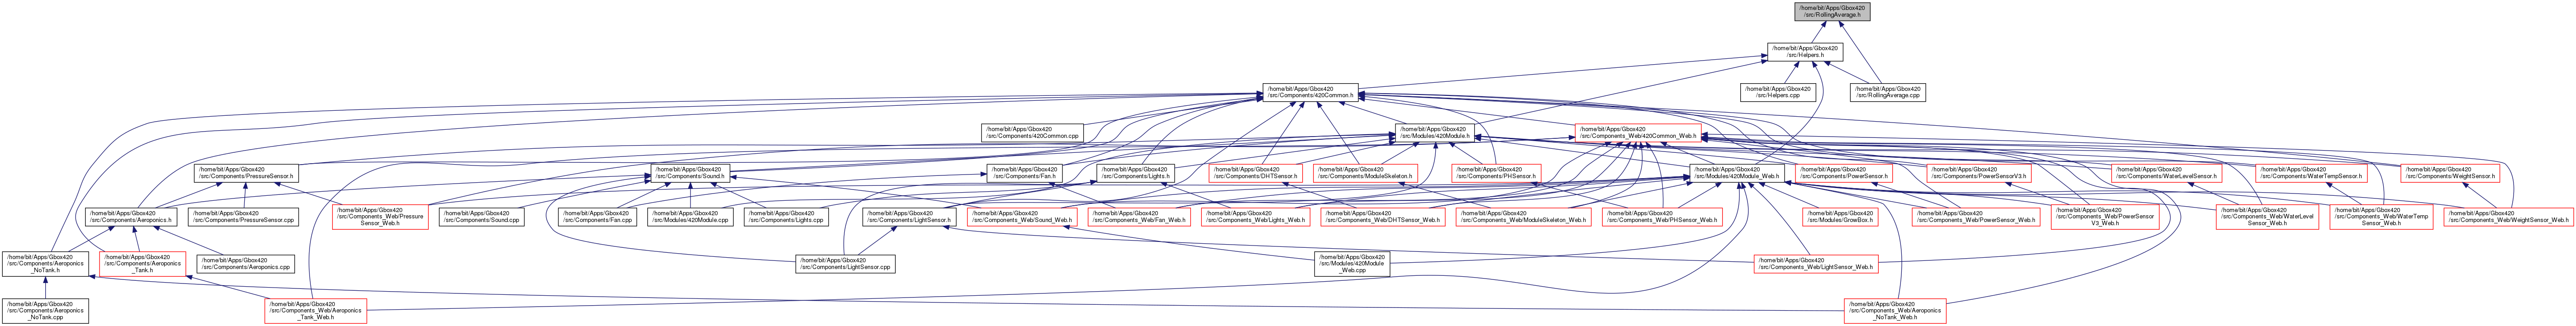 /home/bit/Apps/Gbox420
/src/RollingAverage.h
/home/bit/Apps/Gbox420
/src/Helpers.h
/home/bit/Apps/Gbox420
/src/Components/420Common.h
/home/bit/Apps/Gbox420
/src/Helpers.cpp
/home/bit/Apps/Gbox420
/src/RollingAverage.cpp
/home/bit/Apps/Gbox420
/src/Components/420Common.cpp
/home/bit/Apps/Gbox420
/src/Modules/420Module.h
/home/bit/Apps/Gbox420
/src/Components_Web/420Common_Web.h
/home/bit/Apps/Gbox420
/src/Components/PressureSensor.h
/home/bit/Apps/Gbox420
/src/Components/Sound.h
/home/bit/Apps/Gbox420
/src/Components/Fan.h
/home/bit/Apps/Gbox420
/src/Components/Lights.h
/home/bit/Apps/Gbox420
/src/Components/DHTSensor.h
/home/bit/Apps/Gbox420
/src/Components/ModuleSkeleton.h
/home/bit/Apps/Gbox420
/src/Components/PHSensor.h
/home/bit/Apps/Gbox420
/src/Modules/420Module_Web.h
/home/bit/Apps/Gbox420
/src/Components/PowerSensor.h
/home/bit/Apps/Gbox420
/src/Components/PowerSensorV3.h
/home/bit/Apps/Gbox420
/src/Components/WaterLevelSensor.h
/home/bit/Apps/Gbox420
/src/Components/WaterTempSensor.h
/home/bit/Apps/Gbox420
/src/Components/WeightSensor.h
/home/bit/Apps/Gbox420
/src/Components/Aeroponics.h
/home/bit/Apps/Gbox420
/src/Components/PressureSensor.cpp
/home/bit/Apps/Gbox420
/src/Components_Web/Pressure
Sensor_Web.h
/home/bit/Apps/Gbox420
/src/Components/Sound.cpp
/home/bit/Apps/Gbox420
/src/Components/Fan.cpp
/home/bit/Apps/Gbox420
/src/Modules/420Module.cpp
/home/bit/Apps/Gbox420
/src/Components/Lights.cpp
/home/bit/Apps/Gbox420
/src/Components/LightSensor.h
/home/bit/Apps/Gbox420
/src/Components_Web/Sound_Web.h
/home/bit/Apps/Gbox420
/src/Components_Web/Fan_Web.h
/home/bit/Apps/Gbox420
/src/Components_Web/Lights_Web.h
/home/bit/Apps/Gbox420
/src/Components_Web/DHTSensor_Web.h
/home/bit/Apps/Gbox420
/src/Components_Web/ModuleSkeleton_Web.h
/home/bit/Apps/Gbox420
/src/Components_Web/PHSensor_Web.h
/home/bit/Apps/Gbox420
/src/Modules/GrowBox.h
/home/bit/Apps/Gbox420
/src/Components_Web/PowerSensor_Web.h
/home/bit/Apps/Gbox420
/src/Components_Web/PowerSensor
V3_Web.h
/home/bit/Apps/Gbox420
/src/Components_Web/WaterLevel
Sensor_Web.h
/home/bit/Apps/Gbox420
/src/Components_Web/WaterTemp
Sensor_Web.h
/home/bit/Apps/Gbox420
/src/Components_Web/WeightSensor_Web.h
/home/bit/Apps/Gbox420
/src/Components/Aeroponics
_NoTank.h
/home/bit/Apps/Gbox420
/src/Components/Aeroponics
_Tank.h
/home/bit/Apps/Gbox420
/src/Components/Aeroponics.cpp
/home/bit/Apps/Gbox420
/src/Components/LightSensor.cpp
/home/bit/Apps/Gbox420
/src/Modules/420Module
_Web.cpp
/home/bit/Apps/Gbox420
/src/Components_Web/LightSensor_Web.h
/home/bit/Apps/Gbox420
/src/Components/Aeroponics
_NoTank.cpp
/home/bit/Apps/Gbox420
/src/Components_Web/Aeroponics
_Tank_Web.h
/home/bit/Apps/Gbox420
/src/Components_Web/Aeroponics
_NoTank_Web.h